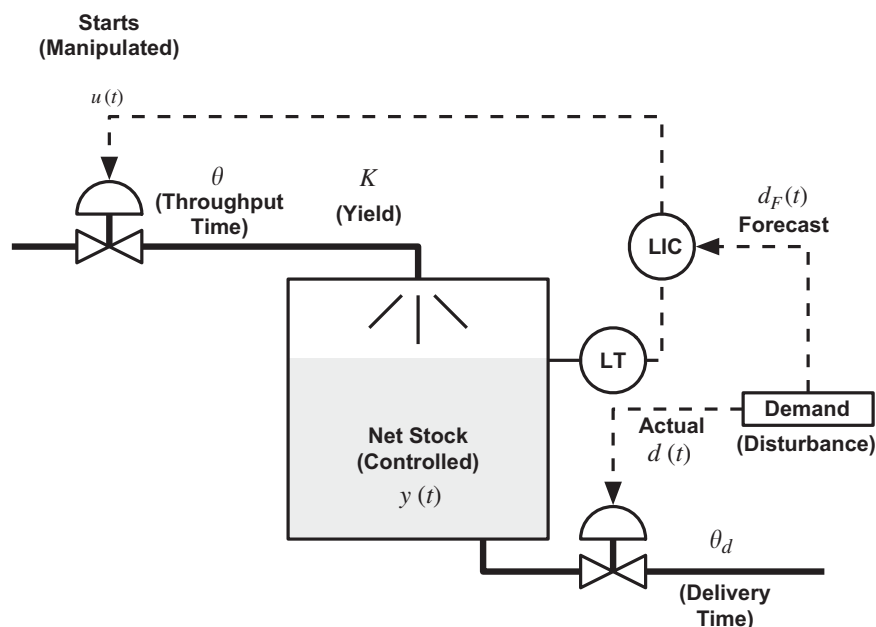 Starts
(Manipulated)
u(t)
θ
(Throughput
Time)
K
(Yield)
d_F(t)
Forecast
LIC
LT
Demand
(Disturbance)
Actual
d (t)
Net Stock
(Controlled)
y (t)
θ_d
(Delivery
Time)